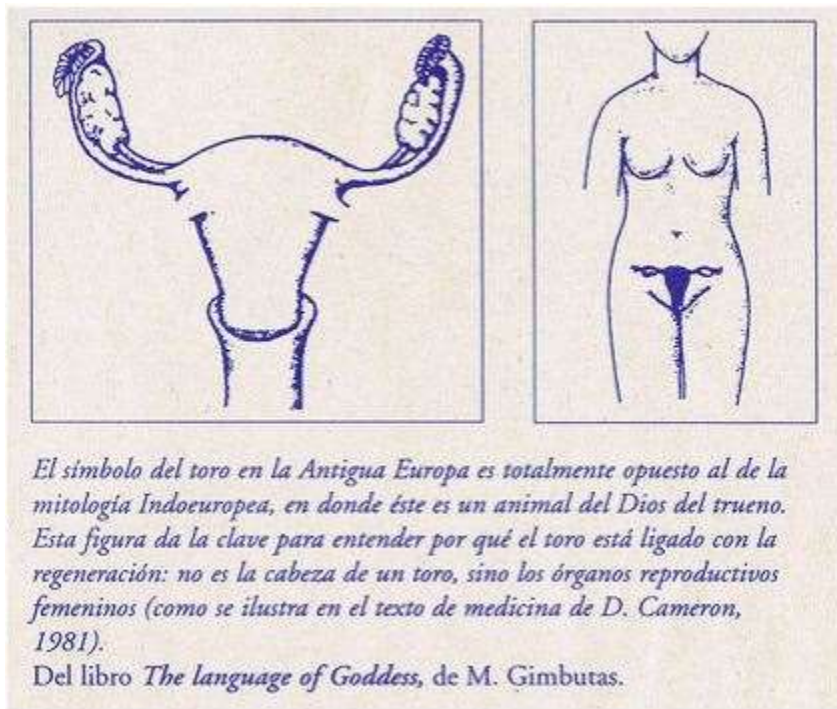 El símbolo del toro en la Antigua Europa es totalmente opuesto al de la
mitología Indoeuropea, en donde éste es un animal del Dios del trueno.
Esta figura da la clave para entender por qué el toro está ligado con la
regeneración: no es la cabeza de un toro, sino los órganos reproductivos
femeninos (como se ilustra en el texto de medicina de D. Cameron,
1981).
Del libro The language of Goddess, de M. Gimbutas.